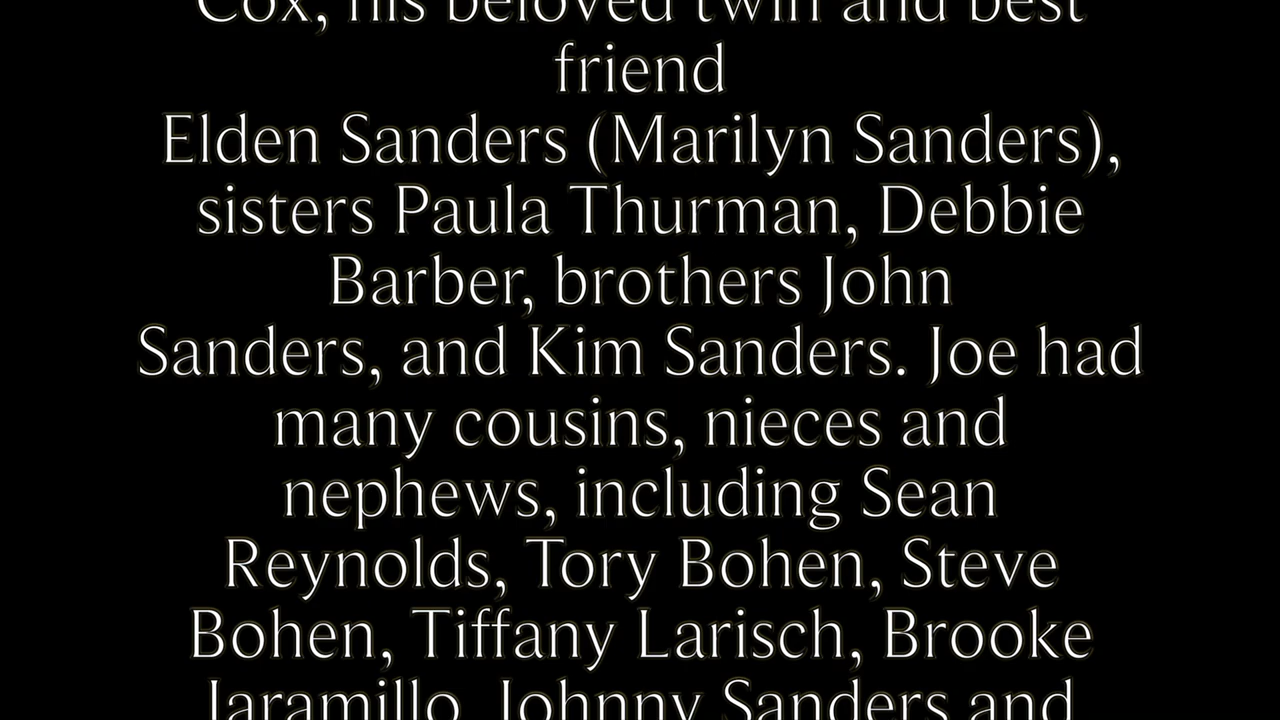 Cox, his beloved twin and best
friend
Elden Sanders (Marilyn Sanders),
sisters Paula Thurman, Debbie
Barber, brothers John
Sanders, and Kim Sanders. Joe had
many cousins, nieces and
nephews, including Sean
Reynolds, Tory Bohen, Steve
Bohen, Tiffany Larisch, Brooke
Jaramillo, Johnny Sanders and